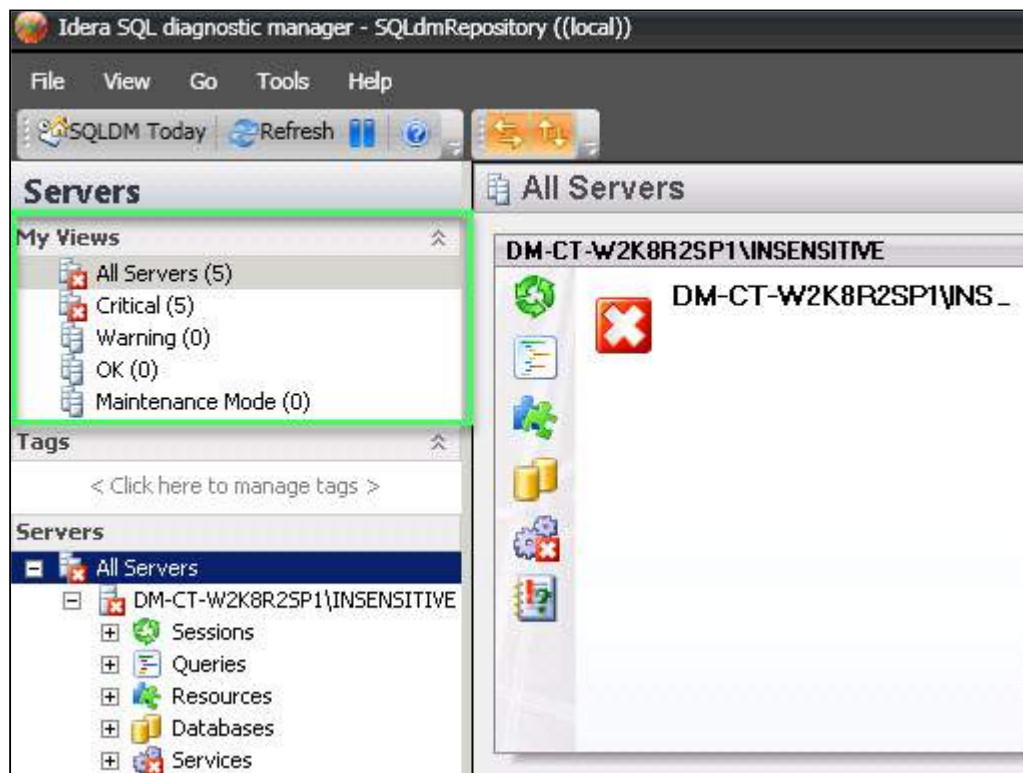 Idera SQL diagnostic manager - SQLdmRepository ((local))
File View Go Tools Help
SQLDM Today Refresh
Servers
My Views
All Servers (5)
Critical (5)
Warning (0)
OK (0)
Maintenance Mode (0)
Tags
< Click here to manage tags >
Servers
All Servers
DM-CT-W2K8R2SP1\INSENSITIVE
Sessions
Queries
Resources
Databases
Services
All Servers
DM-CT-W2K8R2SP1\INSENSITIVE
DM-CT-W2K8R2SP1\INS...